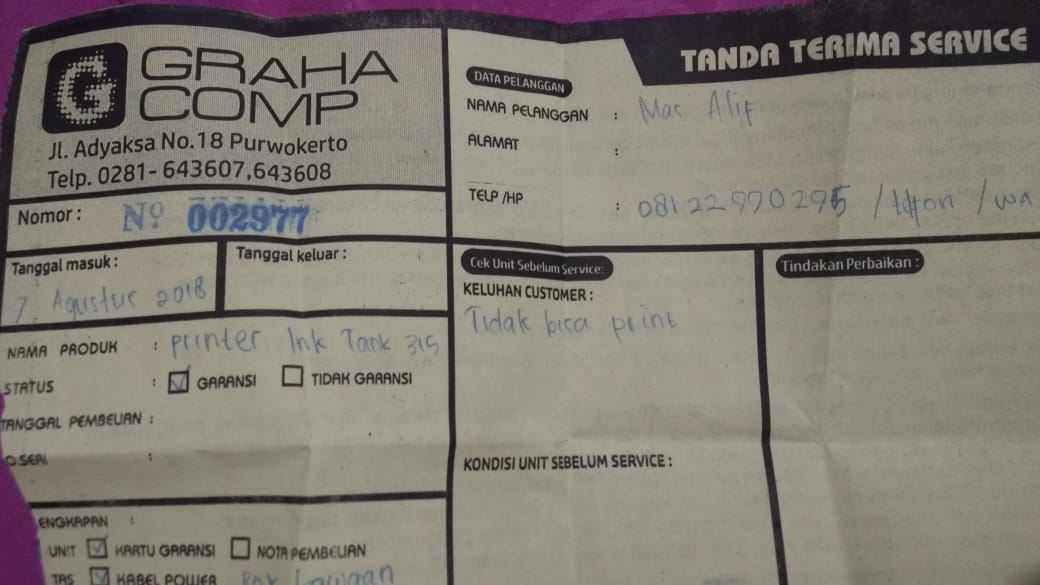 GRAHA
COMP
Jl. Adyaksa No.18 Purwokerto
Telp. 0281- 643607,643608
Nomor : Nº 002977
Tanggal masuk :
7 Agustus 2018
Tanggal keluar :
NAMA PRODUK : printer Ink Tank 315
STATUS : GARANSI TIDAK GARANSI
TANGGAL PEMBELIAN :
O.SERI :
ENGKAPAN :
UNIT KARTU GARANSI NOTA PEMBELIAN
TAS KABEL POWER
TANDA TERIMA SERVICE
DATA PELANGGAN
NAMA PELANGGAN : Mas Alif
ALAMAT :
TELP /HP : 08122990295 / /WA
Cek Unit Sebelum Service:
KELUHAN CUSTOMER :
Tidak bisa print
KONDISI UNIT SEBELUM SERVICE :
Tindakan Perbaikan :